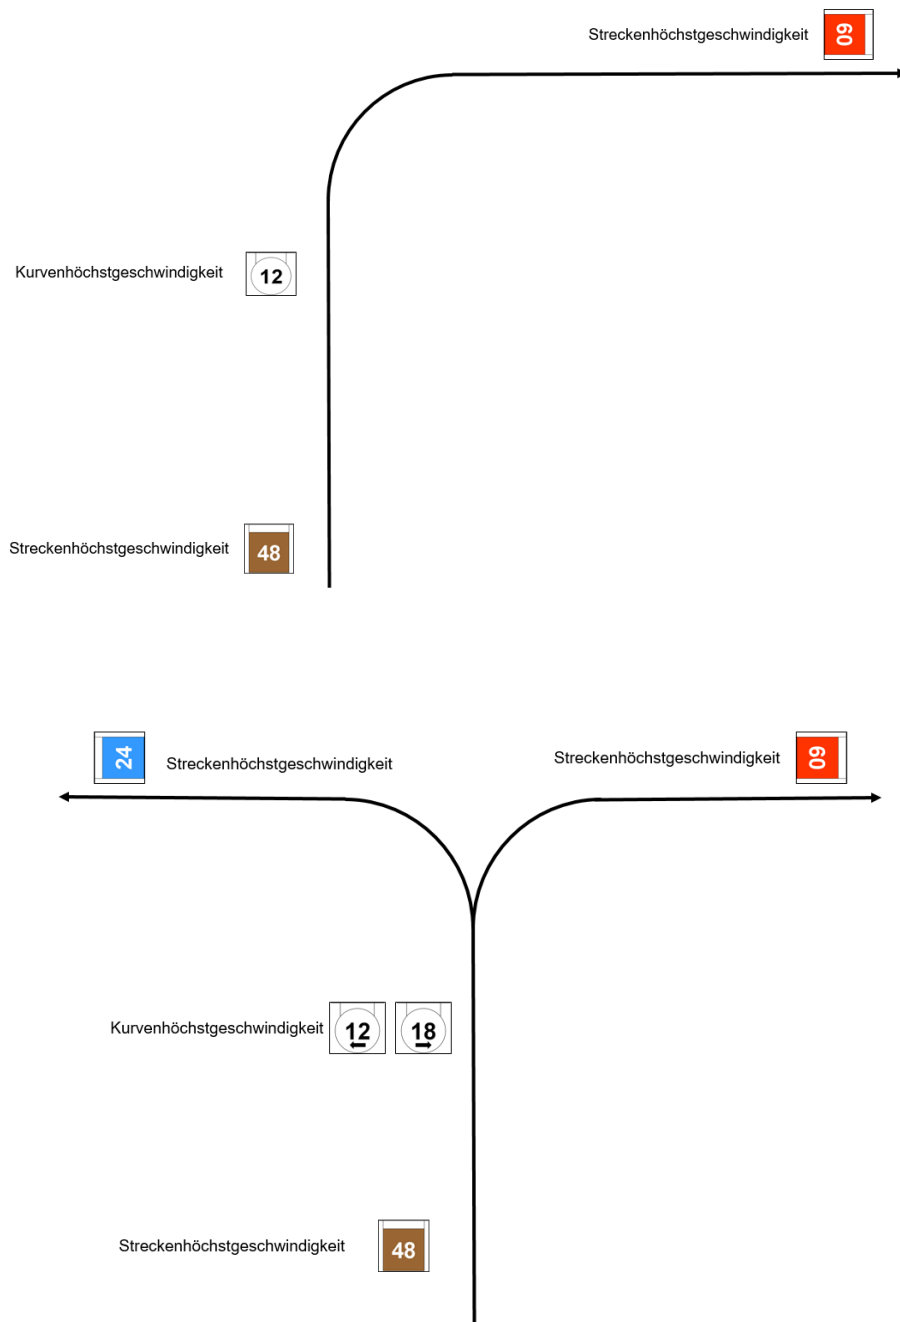 Streckenhöchstgeschwindigkeit 60
Kurvenhöchstgeschwindigkeit 12
Streckenhöchstgeschwindigkeit 48
24 Streckenhöchstgeschwindigkeit
Streckenhöchstgeschwindigkeit 60
Kurvenhöchstgeschwindigkeit 12 18
Streckenhöchstgeschwindigkeit 48